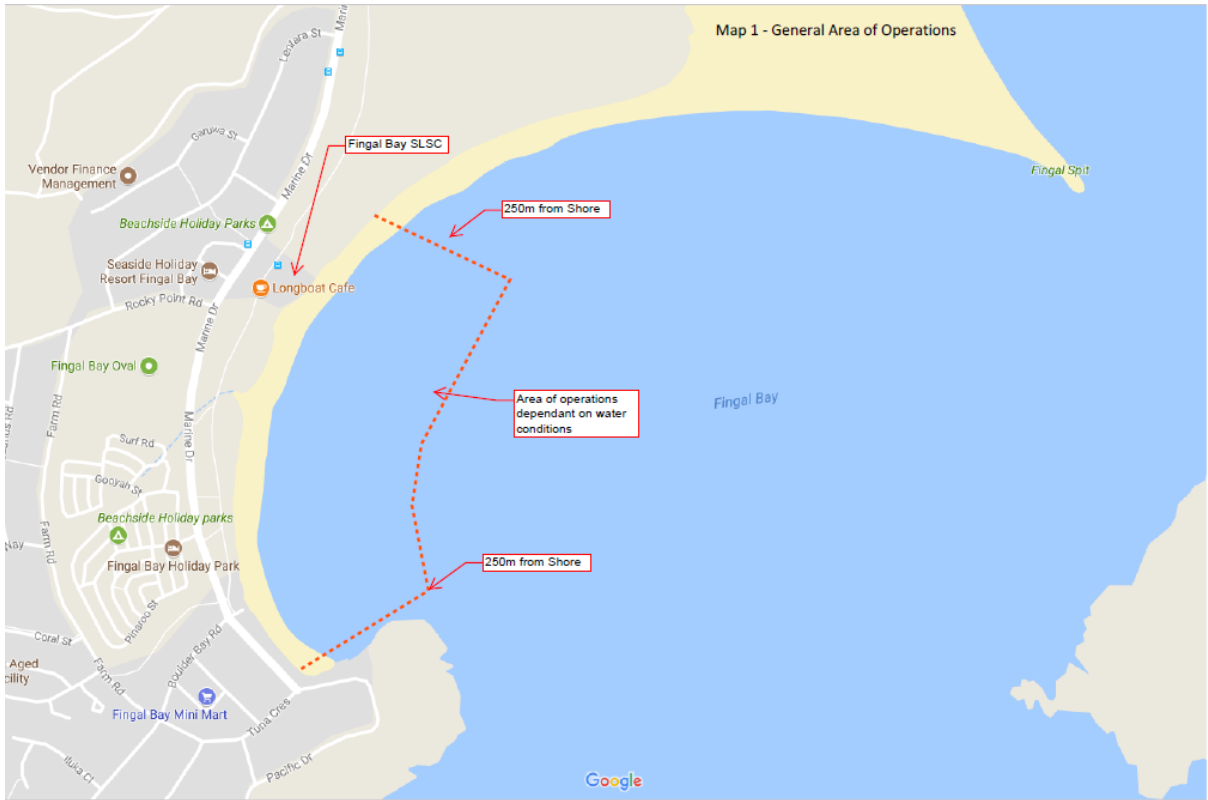 Map 1 - General Area of Operations
Lentara St
Mari
Garuwa St
Fingal Bay SLSC
Vendor Finance
Management
Marine Dr
Fingal Spit
250m from Shore
Beachside Holiday Parks
Seaside Holiday
Resort Fingal Bay
Longboat Cafe
Rocky Point Rd
Marine Dr
Fingal Bay Oval
Farm Rd
Area of operations
dependant on water
conditions
Fingal Bay
Marine Dr
Surf Rd
Gooyah St
Beachside Holiday parks
Farm Rd
Nay
Fingal Bay Holiday Park
250m from Shore
Pinaroo St
Coral St
Boulder Bay Rd
Aged
cility
Farm Rd
Fingal Bay Mini Mart
Tuna Cres
Pacific Dr
Iluka Cl
Google